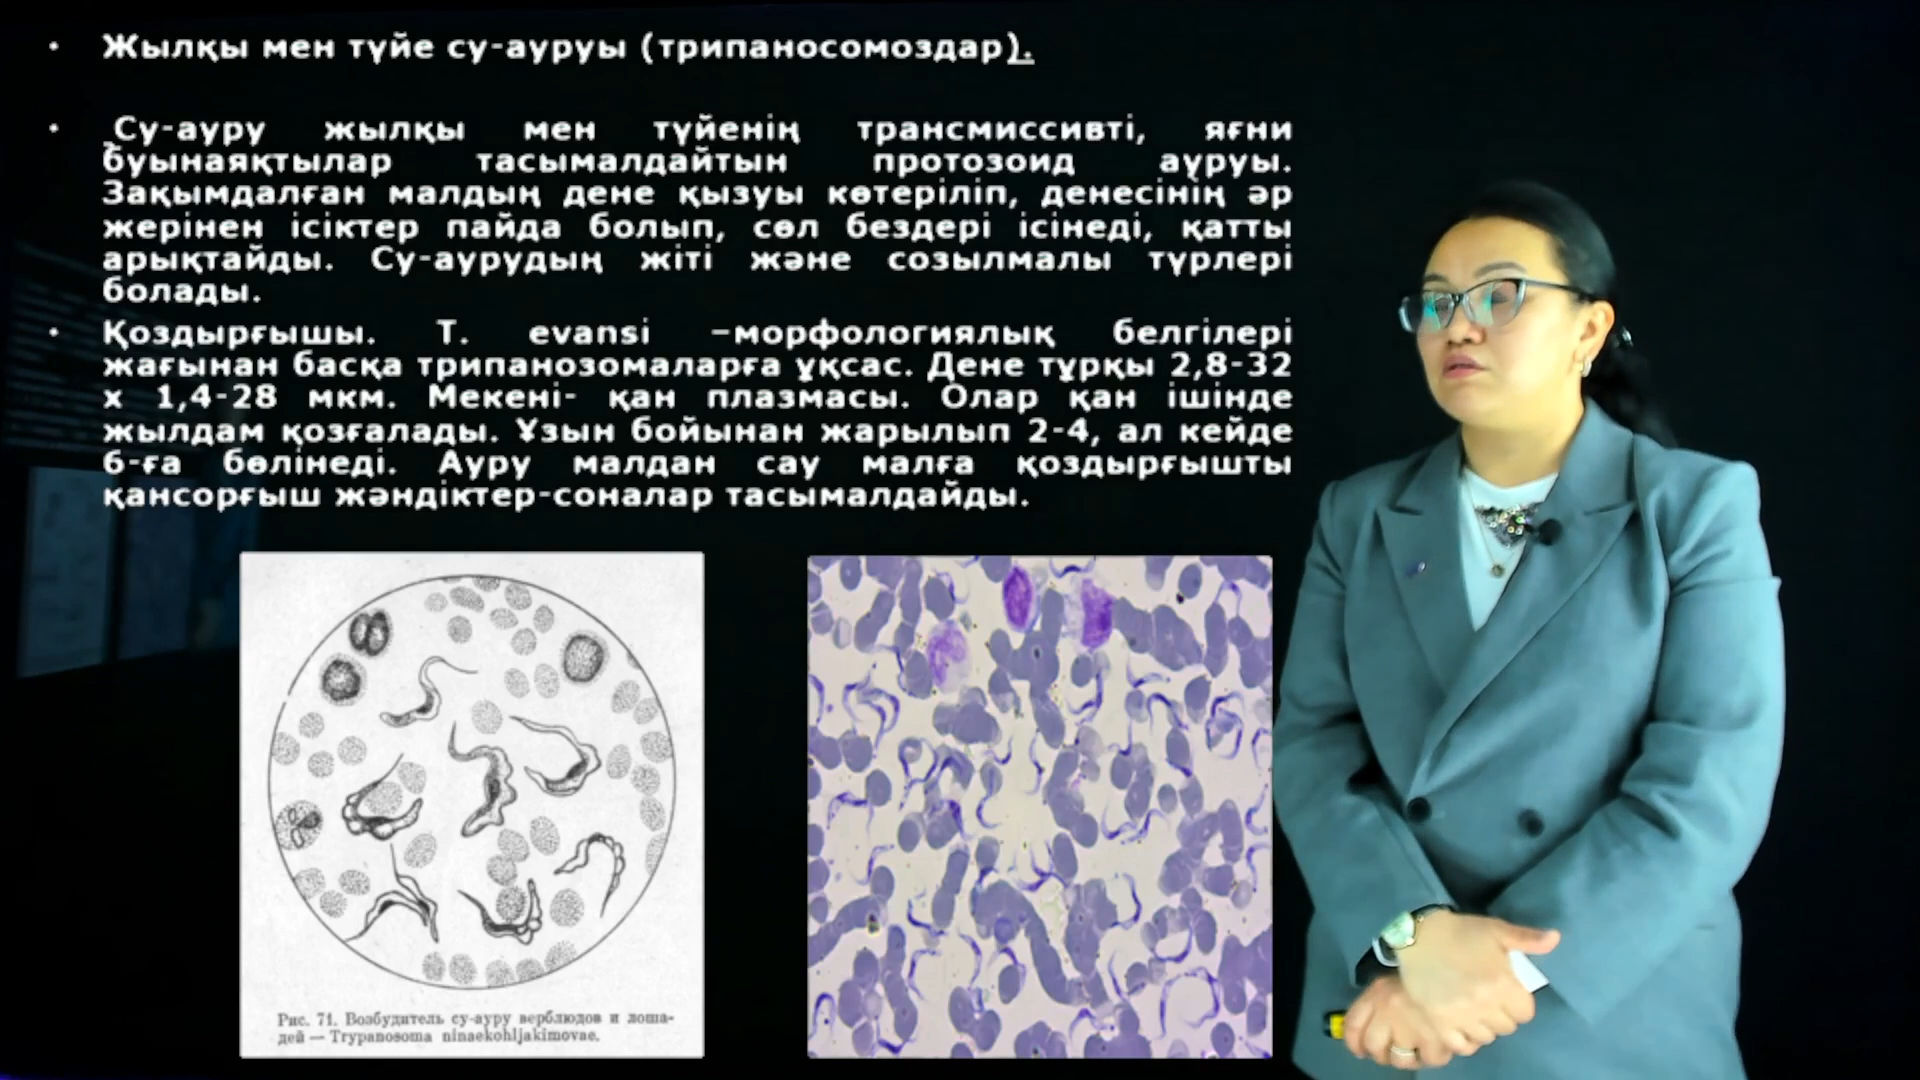 • Жылқы мен түйе су-ауруы (трипаносомоздар).
• Су-ауру жылқы мен түйенің трансмиссивті, яғни
буынаяқтылар тасымалдайтын протозоид ауруы.
Зақымдалған малдың дене қызуы көтеріліп, денесінің әр
жерінен ісіктер пайда болып, сөл бездері ісінеді, қатты
арықтайды. Су-аурудың жіті және созылмалы түрлері
болады.
• Қоздырғышы. T. evansi –морфологиялық белгілері
жағынан басқа трипанозомаларға ұқсас. Дене тұрқы 2,8-32
х 1,4-28 мкм. Мекені- қан плазмасы. Олар қан ішінде
жылдам қозғалады. Ұзын бойынан жарылып 2-4, ал кейде
6-ға бөлінеді. Ауру малдан сау малға қоздырғышты
қансорғыш жәндіктер-соналар тасымалдайды.
Рис. 71. Возбудитель су-ауру верблюдов и лоша-
дей — Trypanosoma ninaekohljakimovae.